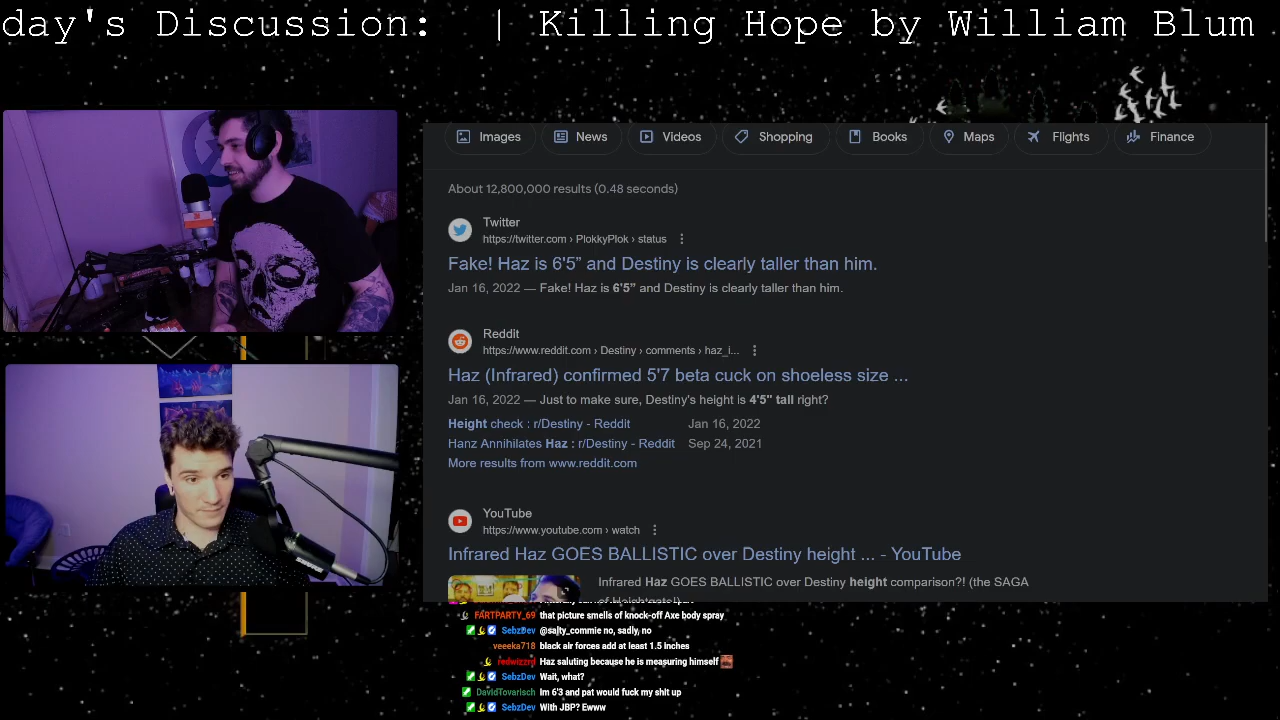 day's Discussion: | Killing Hope by William Blum
Images News Videos Shopping Books Maps Flights Finance
About 12,800,000 results (0.48 seconds)
Twitter
https://twitter.com › PlokkyPlok › status
Fake! Haz is 6'5” and Destiny is clearly taller than him.
Jan 16, 2022 — Fake! Haz is 6'5” and Destiny is clearly taller than him.
Reddit
https://www.reddit.com › Destiny › comments › haz_i...
Haz (Infrared) confirmed 5'7 beta cuck on shoeless size ...
Jan 16, 2022 — Just to make sure, Destiny's height is 4'5" tall right?
Height check : r/Destiny - Reddit Jan 16, 2022
Hanz Annihilates Haz : r/Destiny - Reddit Sep 24, 2021
More results from www.reddit.com
YouTube
https://www.youtube.com › watch
Infrared Haz GOES BALLISTIC over Destiny height ... - YouTube
Infrared Haz GOES BALLISTIC over Destiny height comparison?! (the SAGA
FARTPARTY_69 that picture smells of knock-off Axe body spray
SebzDev @salty_commie no, sadly, no
veeeka718 black air forces add at least 1.5 inches
redwizzrd Haz saluting because he is measuring himself
SebzDev Wait, what?
DavidTovarisch Im 6'3 and pat would fuck my shit up
SebzDev With JBP? Ewww